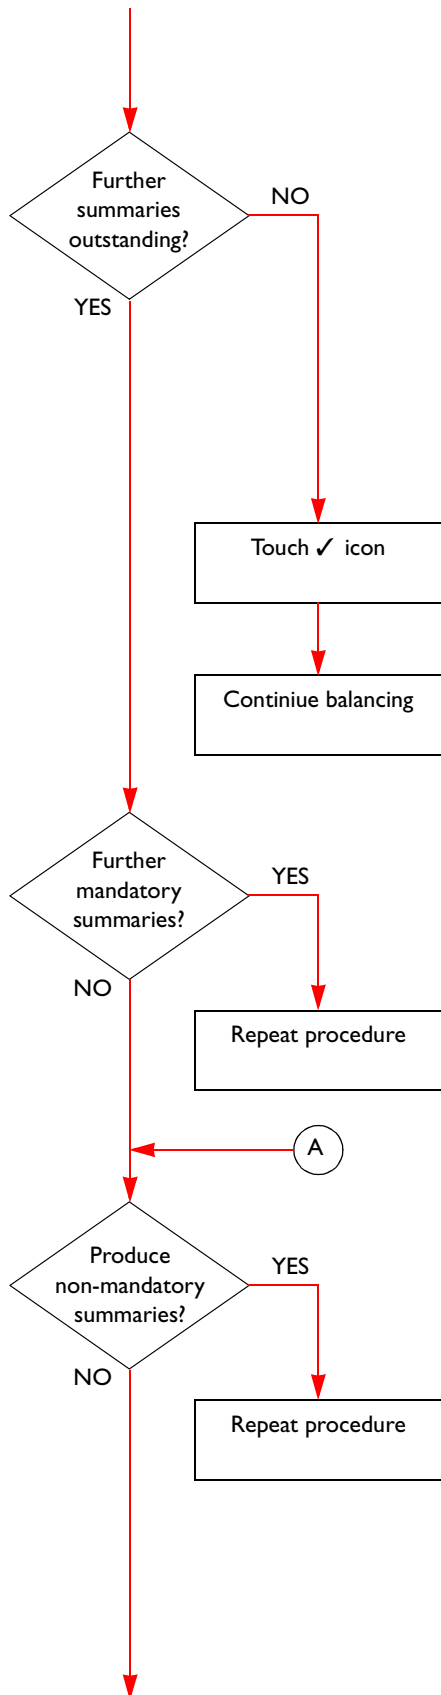 Further
summaries
outstanding?
NO
YES
Touch ✓ icon
Continiue balancing
Further
mandatory
summaries?
YES
NO
Repeat procedure
A
Produce
non-mandatory
summaries?
YES
NO
Repeat procedure